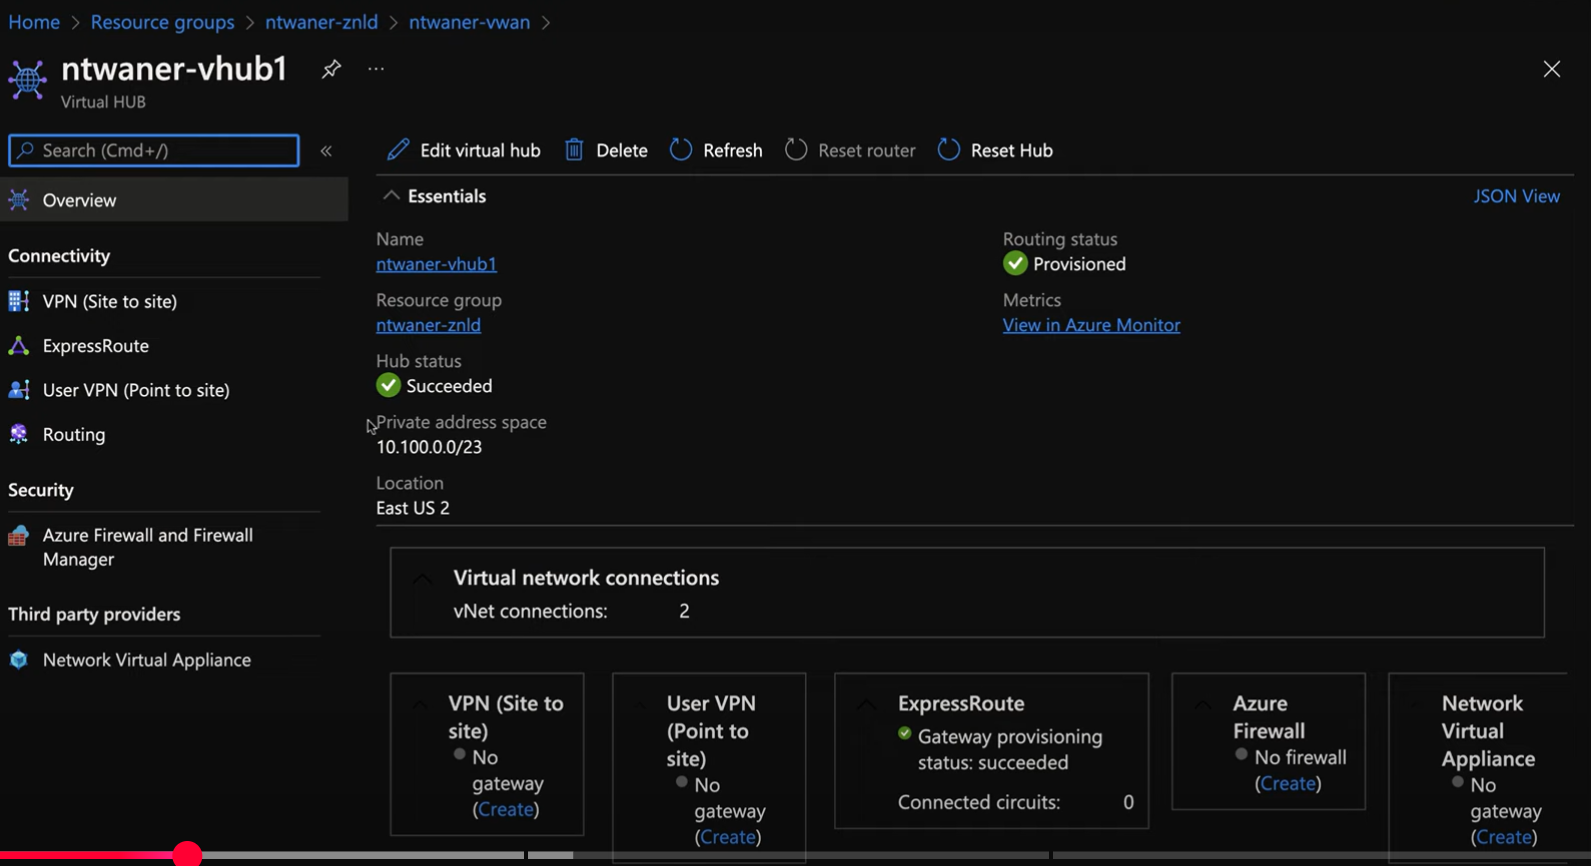 Home > Resource groups > ntwaner-znld > ntwaner-vwan >
ntwaner-vhub1
...
Virtual HUB
Search (Cmd+/)
«
Edit virtual hub
Delete
Refresh
Reset router
Reset Hub
Overview
Connectivity
VPN (Site to site)
ExpressRoute
User VPN (Point to site)
Routing
Security
Azure Firewall and Firewall
Manager
Third party providers
Network Virtual Appliance
Essentials
JSON View
Name
ntwaner-vhub1
Resource group
ntwaner-znld
Hub status
Succeeded
Private address space
10.100.0.0/23
Location
East US 2
Routing status
Provisioned
Metrics
View in Azure Monitor
Virtual network connections
vNet connections: 2
VPN (Site to
site)
No
gateway
(Create)
User VPN
(Point to
site)
No
gateway
(Create)
ExpressRoute
Gateway provisioning
status: succeeded
Connected circuits: 0
Azure
Firewall
No firewall
(Create)
Network
Virtual
Appliance
No
gateway
(Create)